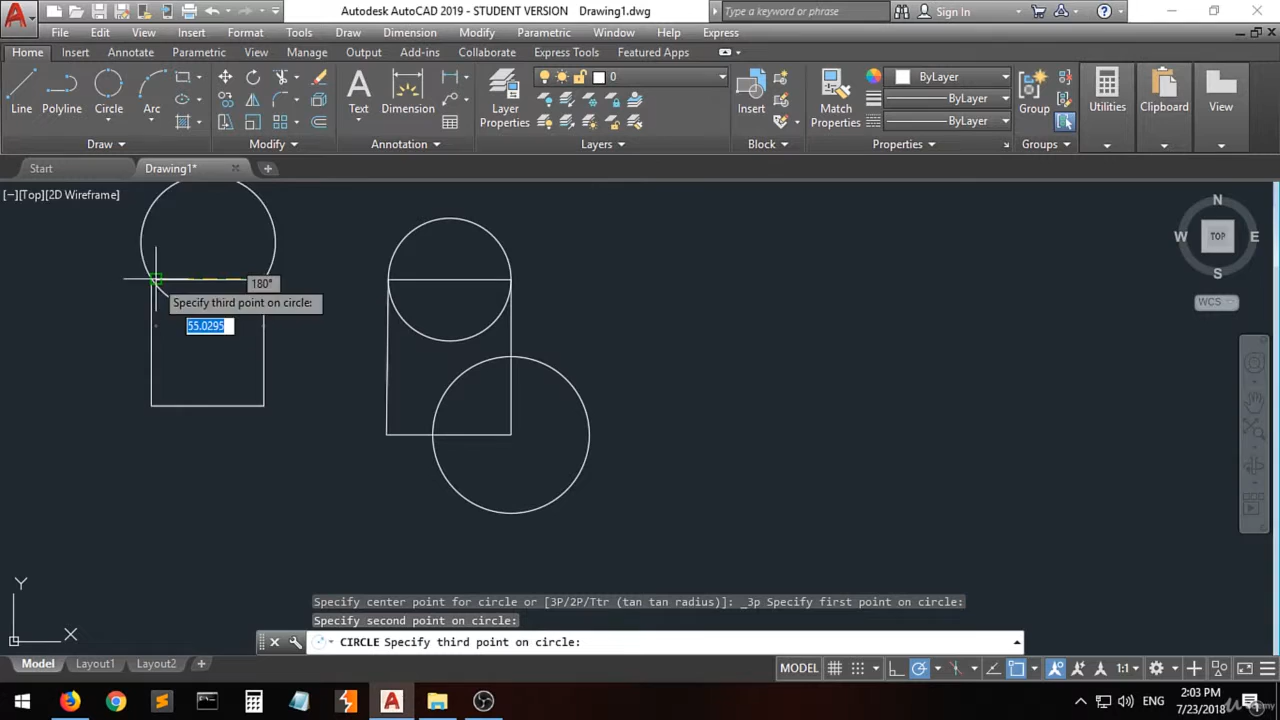 Autodesk AutoCAD 2019 - STUDENT VERSION Drawing1.dwg
Type a keyword or phrase
Sign In
File Edit View Insert Format Tools Draw Dimension Modify Parametric Window Help Express
Home Insert Annotate Parametric View Manage Output Add-ins Collaborate Express Tools Featured Apps
0
ByLayer
ByLayer
ByLayer
Line Polyline Circle Arc
Text Dimension
Layer Properties
Insert
Match Properties
Group
Utilities
Clipboard
View
Draw Modify Annotation Layers Block Properties Groups
Start Drawing1*
[−][Top][2D Wireframe]
N
W TOP E
S
WCS
180°
Specify third point on circle:
55.0295
Y
X
Specify center point for circle or [3P/2P/Ttr (tan tan radius)]: _3p Specify first point on circle:
Specify second point on circle:
CIRCLE Specify third point on circle:
Model Layout1 Layout2
MODEL 1:1
ENG
2:03 PM
7/23/2018